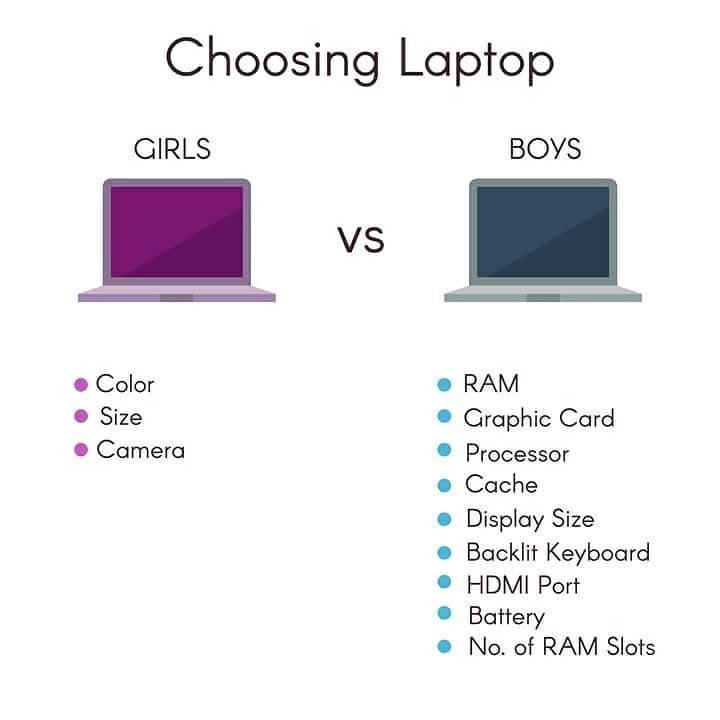 Choosing Laptop
GIRLS
vs
BOYS
Color
Size
Camera
RAM
Graphic Card
Processor
Cache
Display Size
Backlit Keyboard
HDMI Port
Battery
No. of RAM Slots